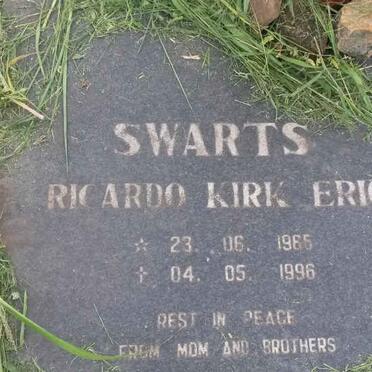 SWARTS
RICARDO KIRK ERIC
☆ 23. 06. 1965
† 04. 05. 1996
REST IN PEACE
FROM MOM AND BROTHERS